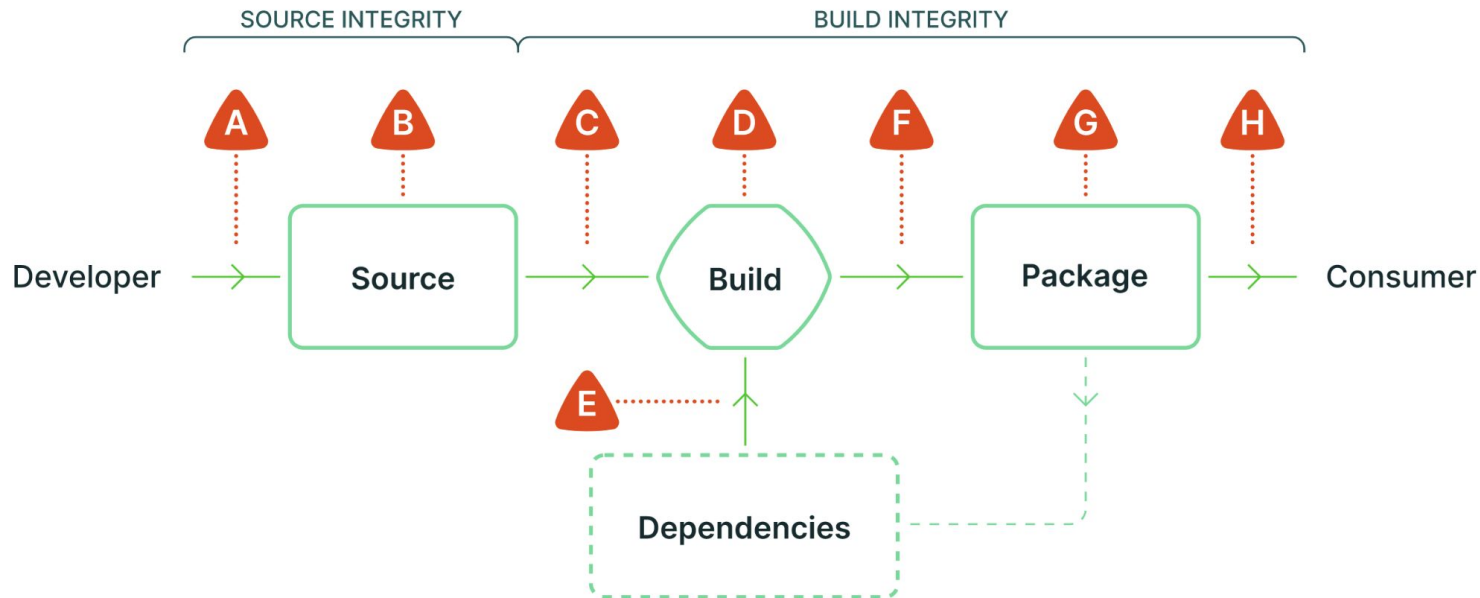 SOURCE INTEGRITY
BUILD INTEGRITY
A
B
C
D
F
G
H
Developer
Source
Build
Package
Consumer
E
Dependencies